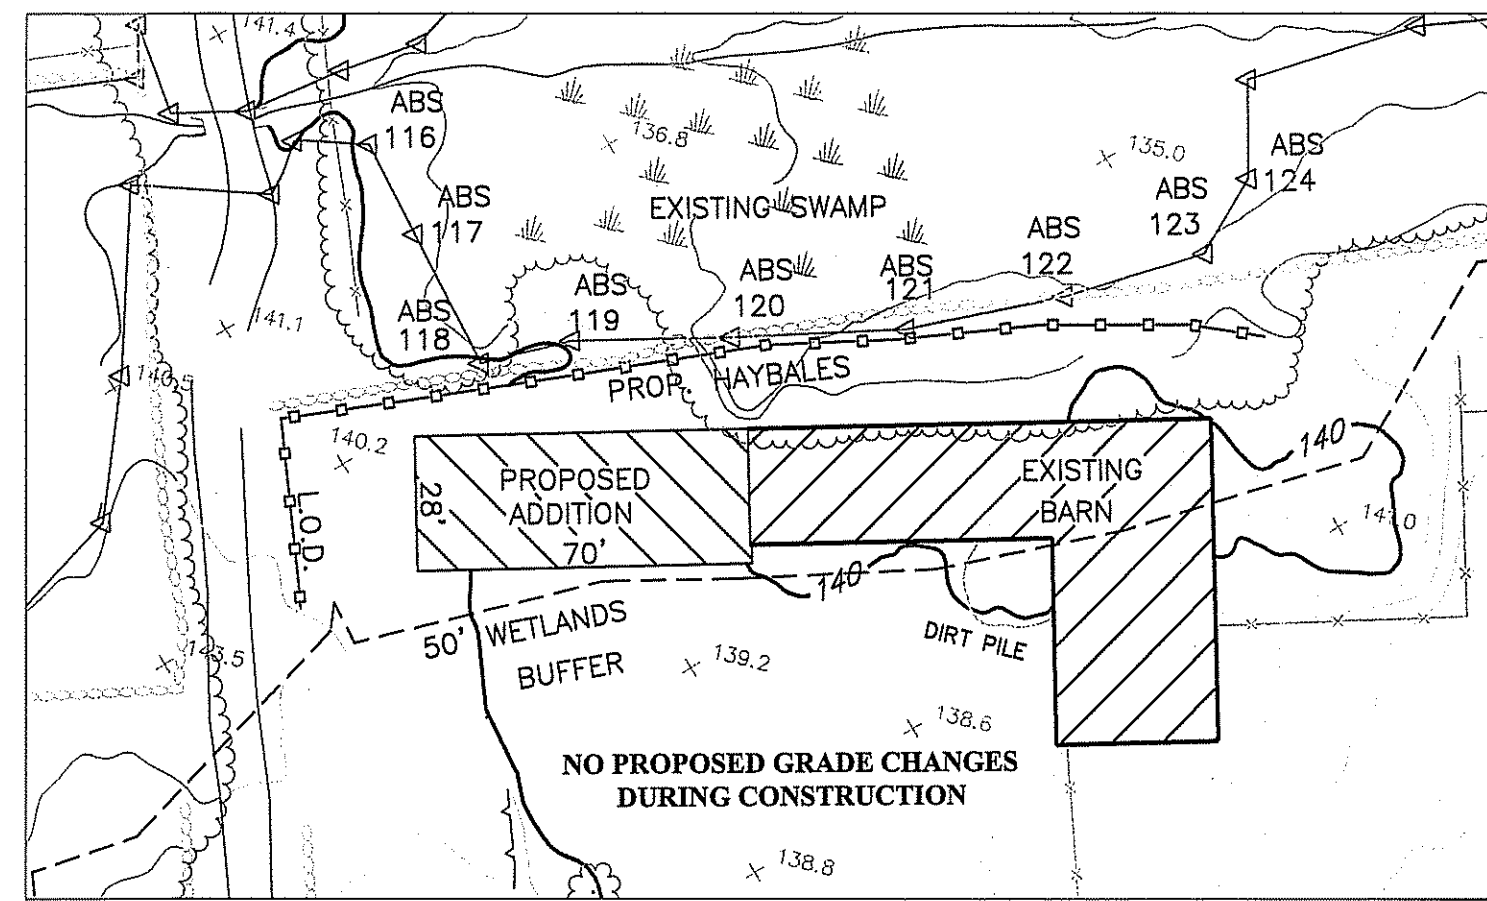 141.4
ABS
116
136.8
135.0
ABS
124
ABS
117
EXISTING SWAMP
ABS
123
ABS
122
ABS
121
ABS
120
ABS
119
ABS
118
141.1
140.5
PROP. HAYBALES
140.2
140
L.O.D.
28'
PROPOSED
ADDITION
70'
EXISTING
BARN
141.0
140
50' WETLANDS
BUFFER
DIRT PILE
139.2
138.6
NO PROPOSED GRADE CHANGES
DURING CONSTRUCTION
138.8